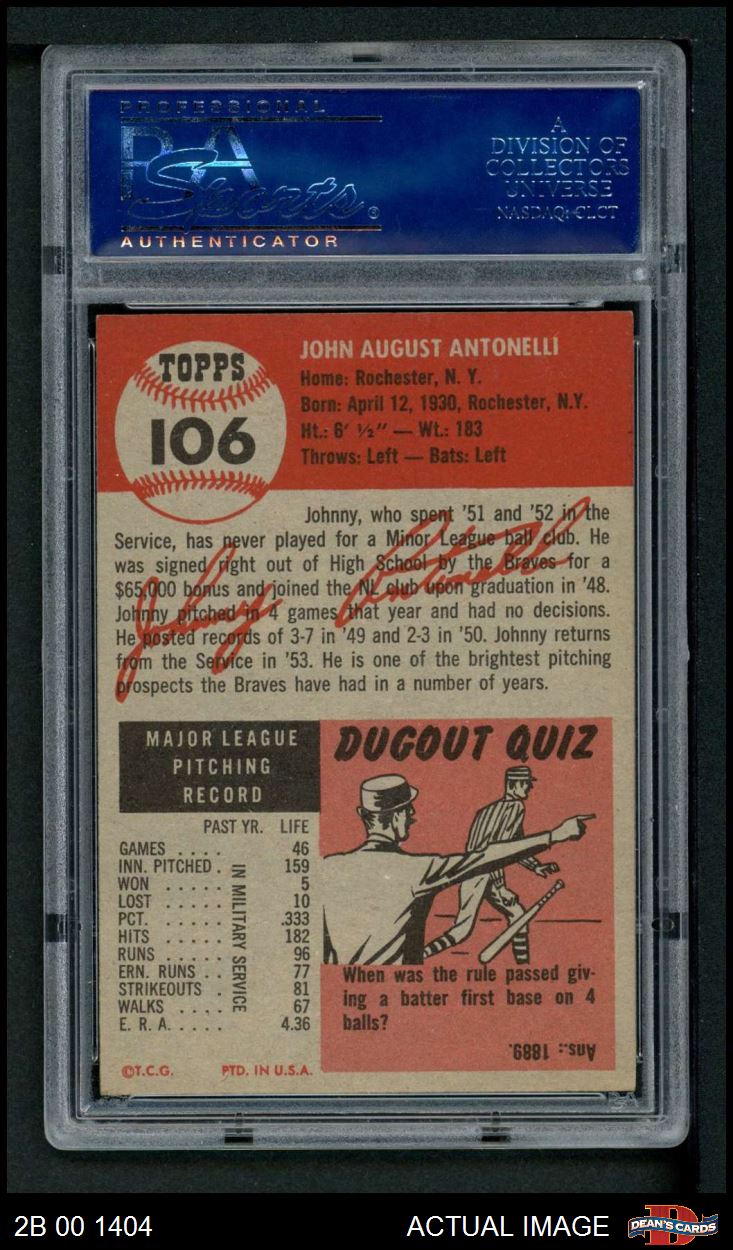 PROFESSIONAL
PSA
Sports®
AUTHENTICATOR
A
DIVISION OF
COLLECTORS
UNIVERSE
NASDAQ: CLCT
TOPPS
106
JOHN AUGUST ANTONELLI
Home: Rochester, N. Y.
Born: April 12, 1930, Rochester, N.Y.
Ht.: 6' ½" — Wt.: 183
Throws: Left — Bats: Left
Johnny, who spent '51 and '52 in the
Service, has never played for a Minor League ball club. He
was signed right out of High School by the Braves for a
$65,000 bonus and joined the NL club upon graduation in '48.
Johnny pitched in 4 games that year and had no decisions.
He posted records of 3-7 in '49 and 2-3 in '50. Johnny returns
from the Service in '53. He is one of the brightest pitching
prospects the Braves have had in a number of years.
Johnny Antonelli
MAJOR LEAGUE
PITCHING
RECORD
PAST YR. LIFE
GAMES . . . . 46
INN. PITCHED . 159
WON . . . . . 5
LOST . . . . . 10
PCT. . . . . . .333
HITS . . . . . 182
RUNS . . . . . 96
ERN. RUNS . . 77
STRIKEOUTS . 81
WALKS . . . . 67
E. R. A. . . . . 4.36
IN MILITARY SERVICE
DUGOUT QUIZ
When was the rule passed giv-
ing a batter first base on 4
balls?
Ans.: 1889.
©T.C.G. PTD. IN U.S.A.
2B 00 1404
ACTUAL IMAGE
DEAN'S CARDS